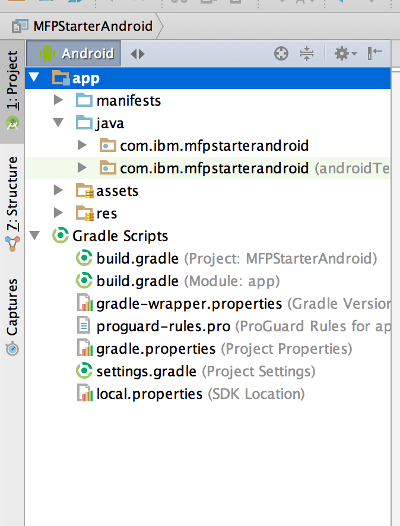 MFPStarterAndroid
Android
1: Project
7: Structure
Captures
app
manifests
java
com.ibm.mfpstarterandroid
com.ibm.mfpstarterandroid (androidTe
assets
res
Gradle Scripts
build.gradle (Project: MFPStarterAndroid)
build.gradle (Module: app)
gradle-wrapper.properties (Gradle Version
proguard-rules.pro (ProGuard Rules for ap
gradle.properties (Project Properties)
settings.gradle (Project Settings)
local.properties (SDK Location)